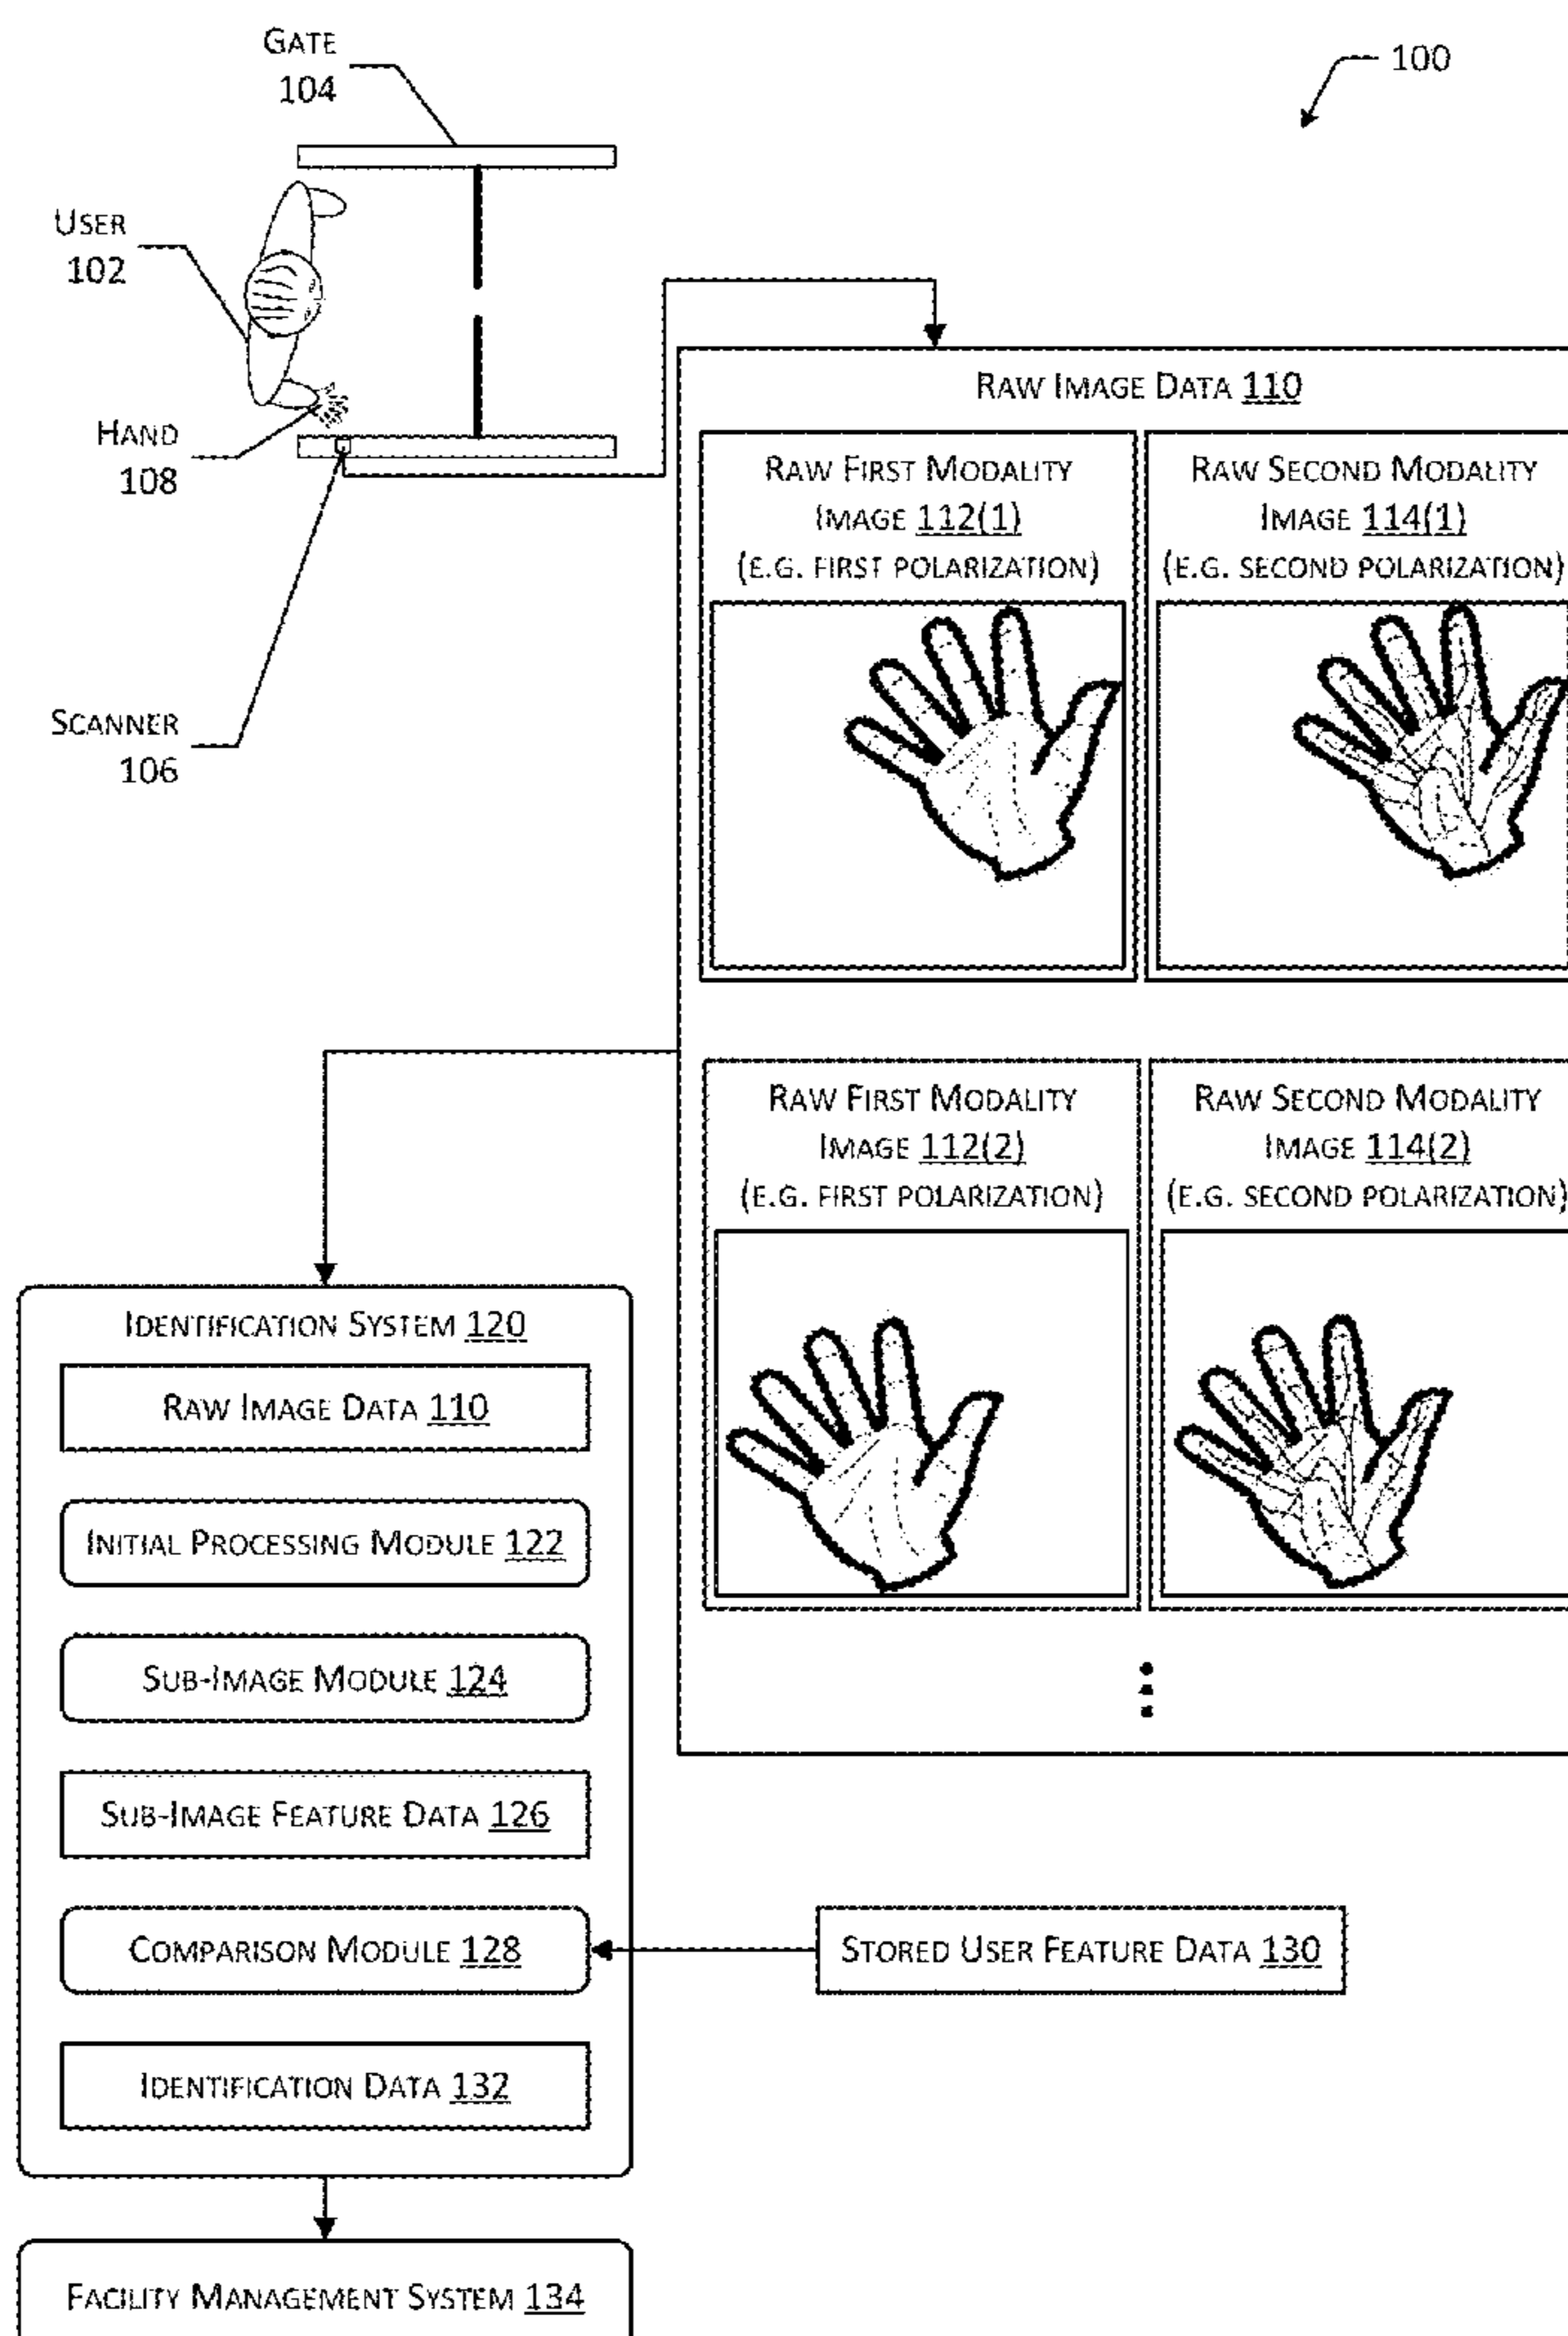 GATE
104
100
USER
102
HAND
108
SCANNER
106
RAW IMAGE DATA 110
RAW FIRST MODALITY
IMAGE 112(1)
(E.G. FIRST POLARIZATION)
RAW SECOND MODALITY
IMAGE 114(1)
(E.G. SECOND POLARIZATION)
RAW FIRST MODALITY
IMAGE 112(2)
(E.G. FIRST POLARIZATION)
RAW SECOND MODALITY
IMAGE 114(2)
(E.G. SECOND POLARIZATION)
IDENTIFICATION SYSTEM 120
RAW IMAGE DATA 110
INITIAL PROCESSING MODULE 122
SUB-IMAGE MODULE 124
SUB-IMAGE FEATURE DATA 126
COMPARISON MODULE 128
STORED USER FEATURE DATA 130
IDENTIFICATION DATA 132
FACILITY MANAGEMENT SYSTEM 134